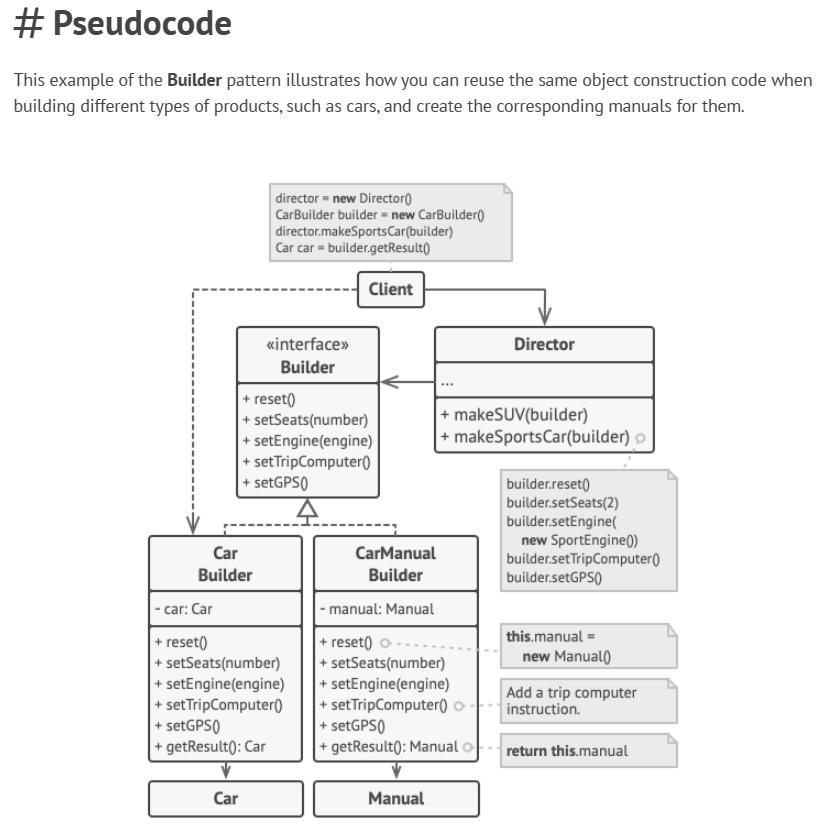 # Pseudocode
This example of the Builder pattern illustrates how you can reuse the same object construction code when
building different types of products, such as cars, and create the corresponding manuals for them.
director = new Director()
CarBuilder builder = new CarBuilder()
director.makeSportsCar(builder)
Car car = builder.getResult()
Client
«interface»
Builder
+ reset()
+ setSeats(number)
+ setEngine(engine)
+ setTripComputer()
+ setGPS()
Director
...
+ makeSUV(builder)
+ makeSportsCar(builder)
builder.reset()
builder.setSeats(2)
builder.setEngine(
new SportEngine())
builder.setTripComputer()
builder.setGPS()
Car
Builder
- car: Car
+ reset()
+ setSeats(number)
+ setEngine(engine)
+ setTripComputer()
+ setGPS()
+ getResult(): Car
CarManual
Builder
- manual: Manual
+ reset()
+ setSeats(number)
+ setEngine(engine)
+ setTripComputer()
+ setGPS()
+ getResult(): Manual
this.manual =
new Manual()
Add a trip computer
instruction.
return this.manual
Car
Manual